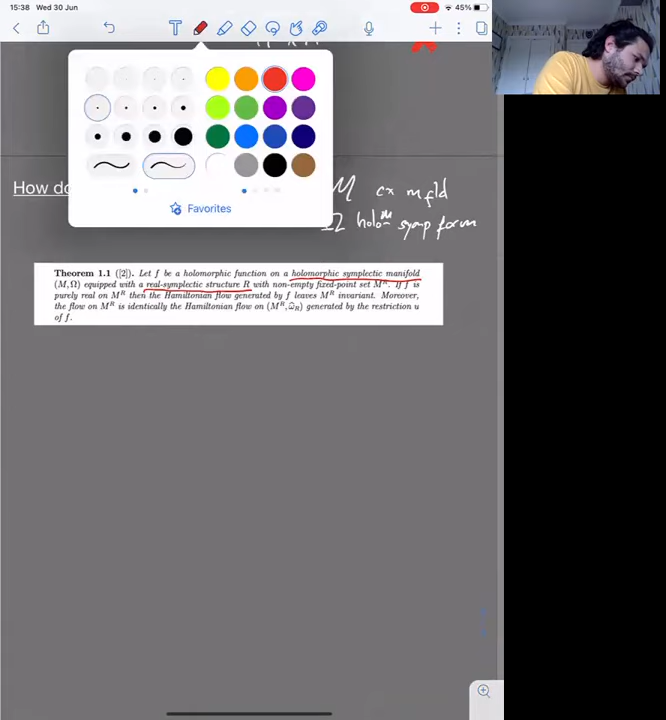 15:38 Wed 30 Jun
45%
Favorites
How do
M cx mfld
Ω holom symp form
Theorem 1.1 ([2]). Let f be a holomorphic function on a holomorphic symplectic manifold
(M, Ω) equipped with a real-symplectic structure R with non-empty fixed-point set M^R. If f is
purely real on M^R then the Hamiltonian flow generated by f leaves M^R invariant. Moreover,
the flow on M^R is identically the Hamiltonian flow on (M^R, ω̂_R) generated by the restriction u
of f.